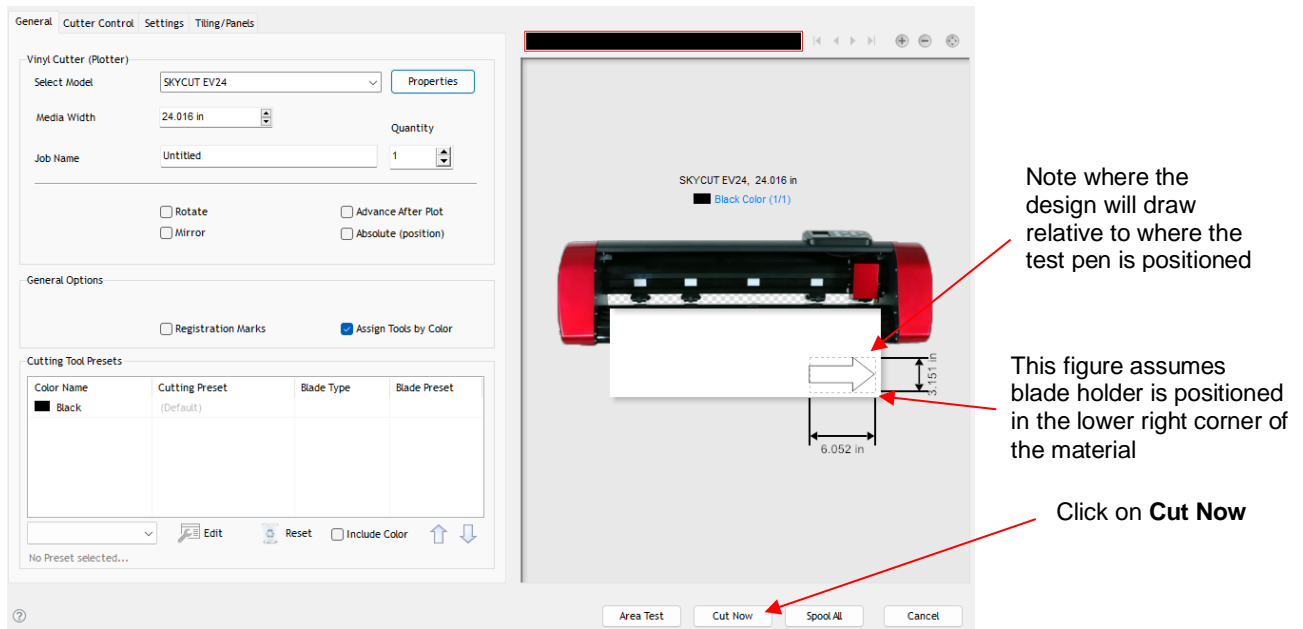 General Cutter Control Settings Tiling/Panels
Vinyl Cutter (Plotter)
Select Model SKYCUT EV24 Properties
Media Width 24.016 in
Quantity
Job Name Untitled 1
Rotate Advance After Plot
Mirror Absolute (position)
General Options
Registration Marks Assign Tools by Color
Cutting Tool Presets
Color Name Cutting Preset Blade Type Blade Preset
Black (Default)
Edit Reset Include Color
No Preset selected...
SKYCUT EV24, 24.016 in
Black Color (1/1)
3.151 in
6.052 in
Note where the
design will draw
relative to where the
test pen is positioned
This figure assumes
blade holder is positioned
in the lower right corner of
the material
Click on Cut Now
? Area Test Cut Now Spool All Cancel